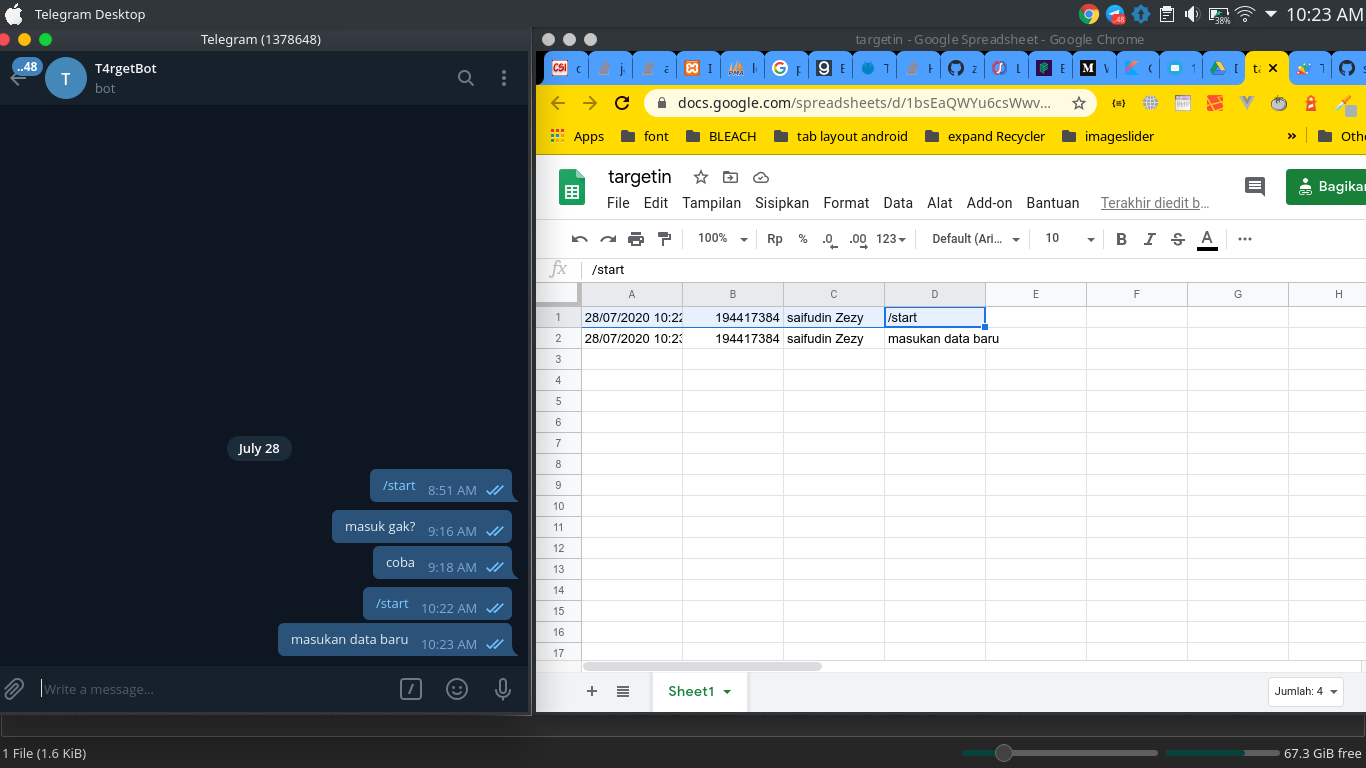 Telegram Desktop
48
38%
10:23 AM
Telegram (1378648)
..48
T
T4rgetBot
bot
July 28
/start 8:51 AM
masuk gak? 9:16 AM
coba 9:18 AM
/start 10:22 AM
masukan data baru 10:23 AM
Write a message...
targetin - Google Spreadsheet - Google Chrome
docs.google.com/spreadsheets/d/1bsEaQWYu6csWwv...
Apps
font
BLEACH
tab layout android
expand Recycler
imageslider
»
Othe
targetin
File Edit Tampilan Sisipkan Format Data Alat Add-on Bantuan Terakhir diedit b...
Bagikan
100% Rp % .0 .00 123 Default (Ari... 10 B I S A
fx /start
A B C D E F G H
1 28/07/2020 10:22 194417384 saifudin Zezy /start
2 28/07/2020 10:23 194417384 saifudin Zezy masukan data baru
3
4
5
6
7
8
9
10
11
12
13
14
15
16
17
Sheet1
Jumlah: 4
1 File (1.6 KiB)
67.3 GiB free